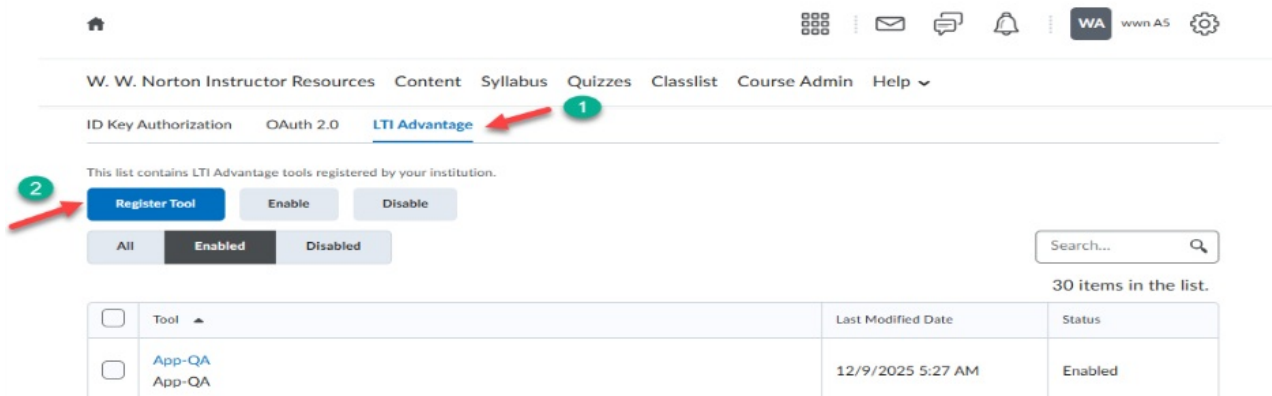 WA wwn A5
W. W. Norton Instructor Resources Content Syllabus Quizzes Classlist Course Admin Help
1
ID Key Authorization OAuth 2.0 LTI Advantage
This list contains LTI Advantage tools registered by your institution.
2
Register Tool Enable Disable
All Enabled Disabled Search...
30 items in the list.
Tool Last Modified Date Status
App-QA
App-QA 12/9/2025 5:27 AM Enabled